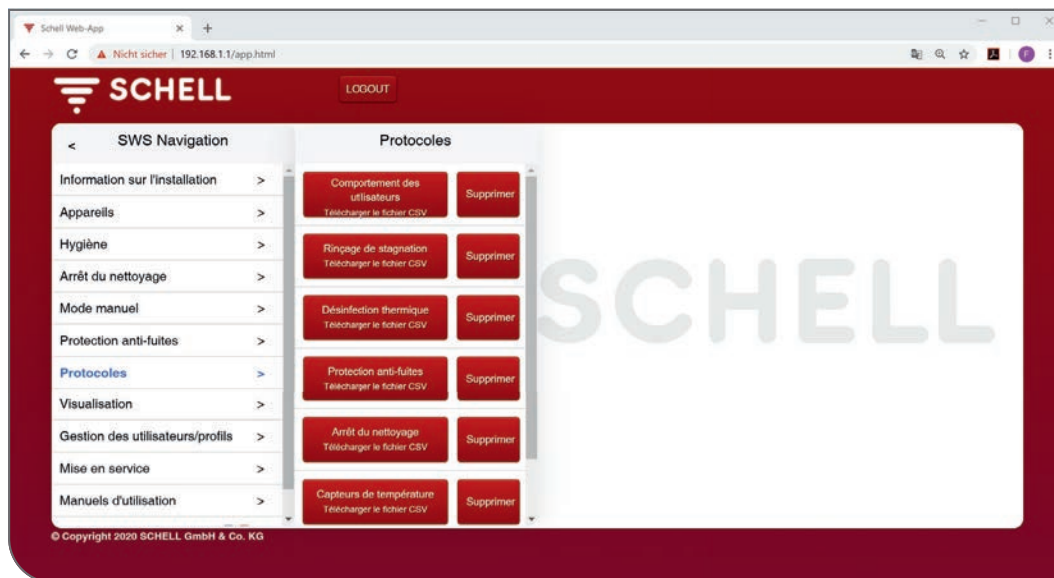 Schell Web-App
Nicht sicher | 192.168.1.1/app.html
F
SCHELL
LOGOUT
< SWS Navigation
Information sur l'installation >
Appareils >
Hygiène >
Arrêt du nettoyage >
Mode manuel >
Protection anti-fuites >
Protocoles >
Visualisation >
Gestion des utilisateurs/profils >
Mise en service >
Manuels d'utilisation >
Protocoles
Comportement des
utlisateurs
Télécharger le fichier CSV
Supprimer
Rinçage de stagnation
Télécharger le fichier CSV
Supprimer
Désinfection thermique
Télécharger le fichier CSV
Supprimer
Protection anti-fuites
Télécharger le fichier CSV
Supprimer
Arrêt du nettoyage
Télécharger le fichier CSV
Supprimer
Capteurs de température
Télécharger le fichier CSV
Supprimer
SCHELL
© Copyright 2020 SCHELL GmbH & Co. KG